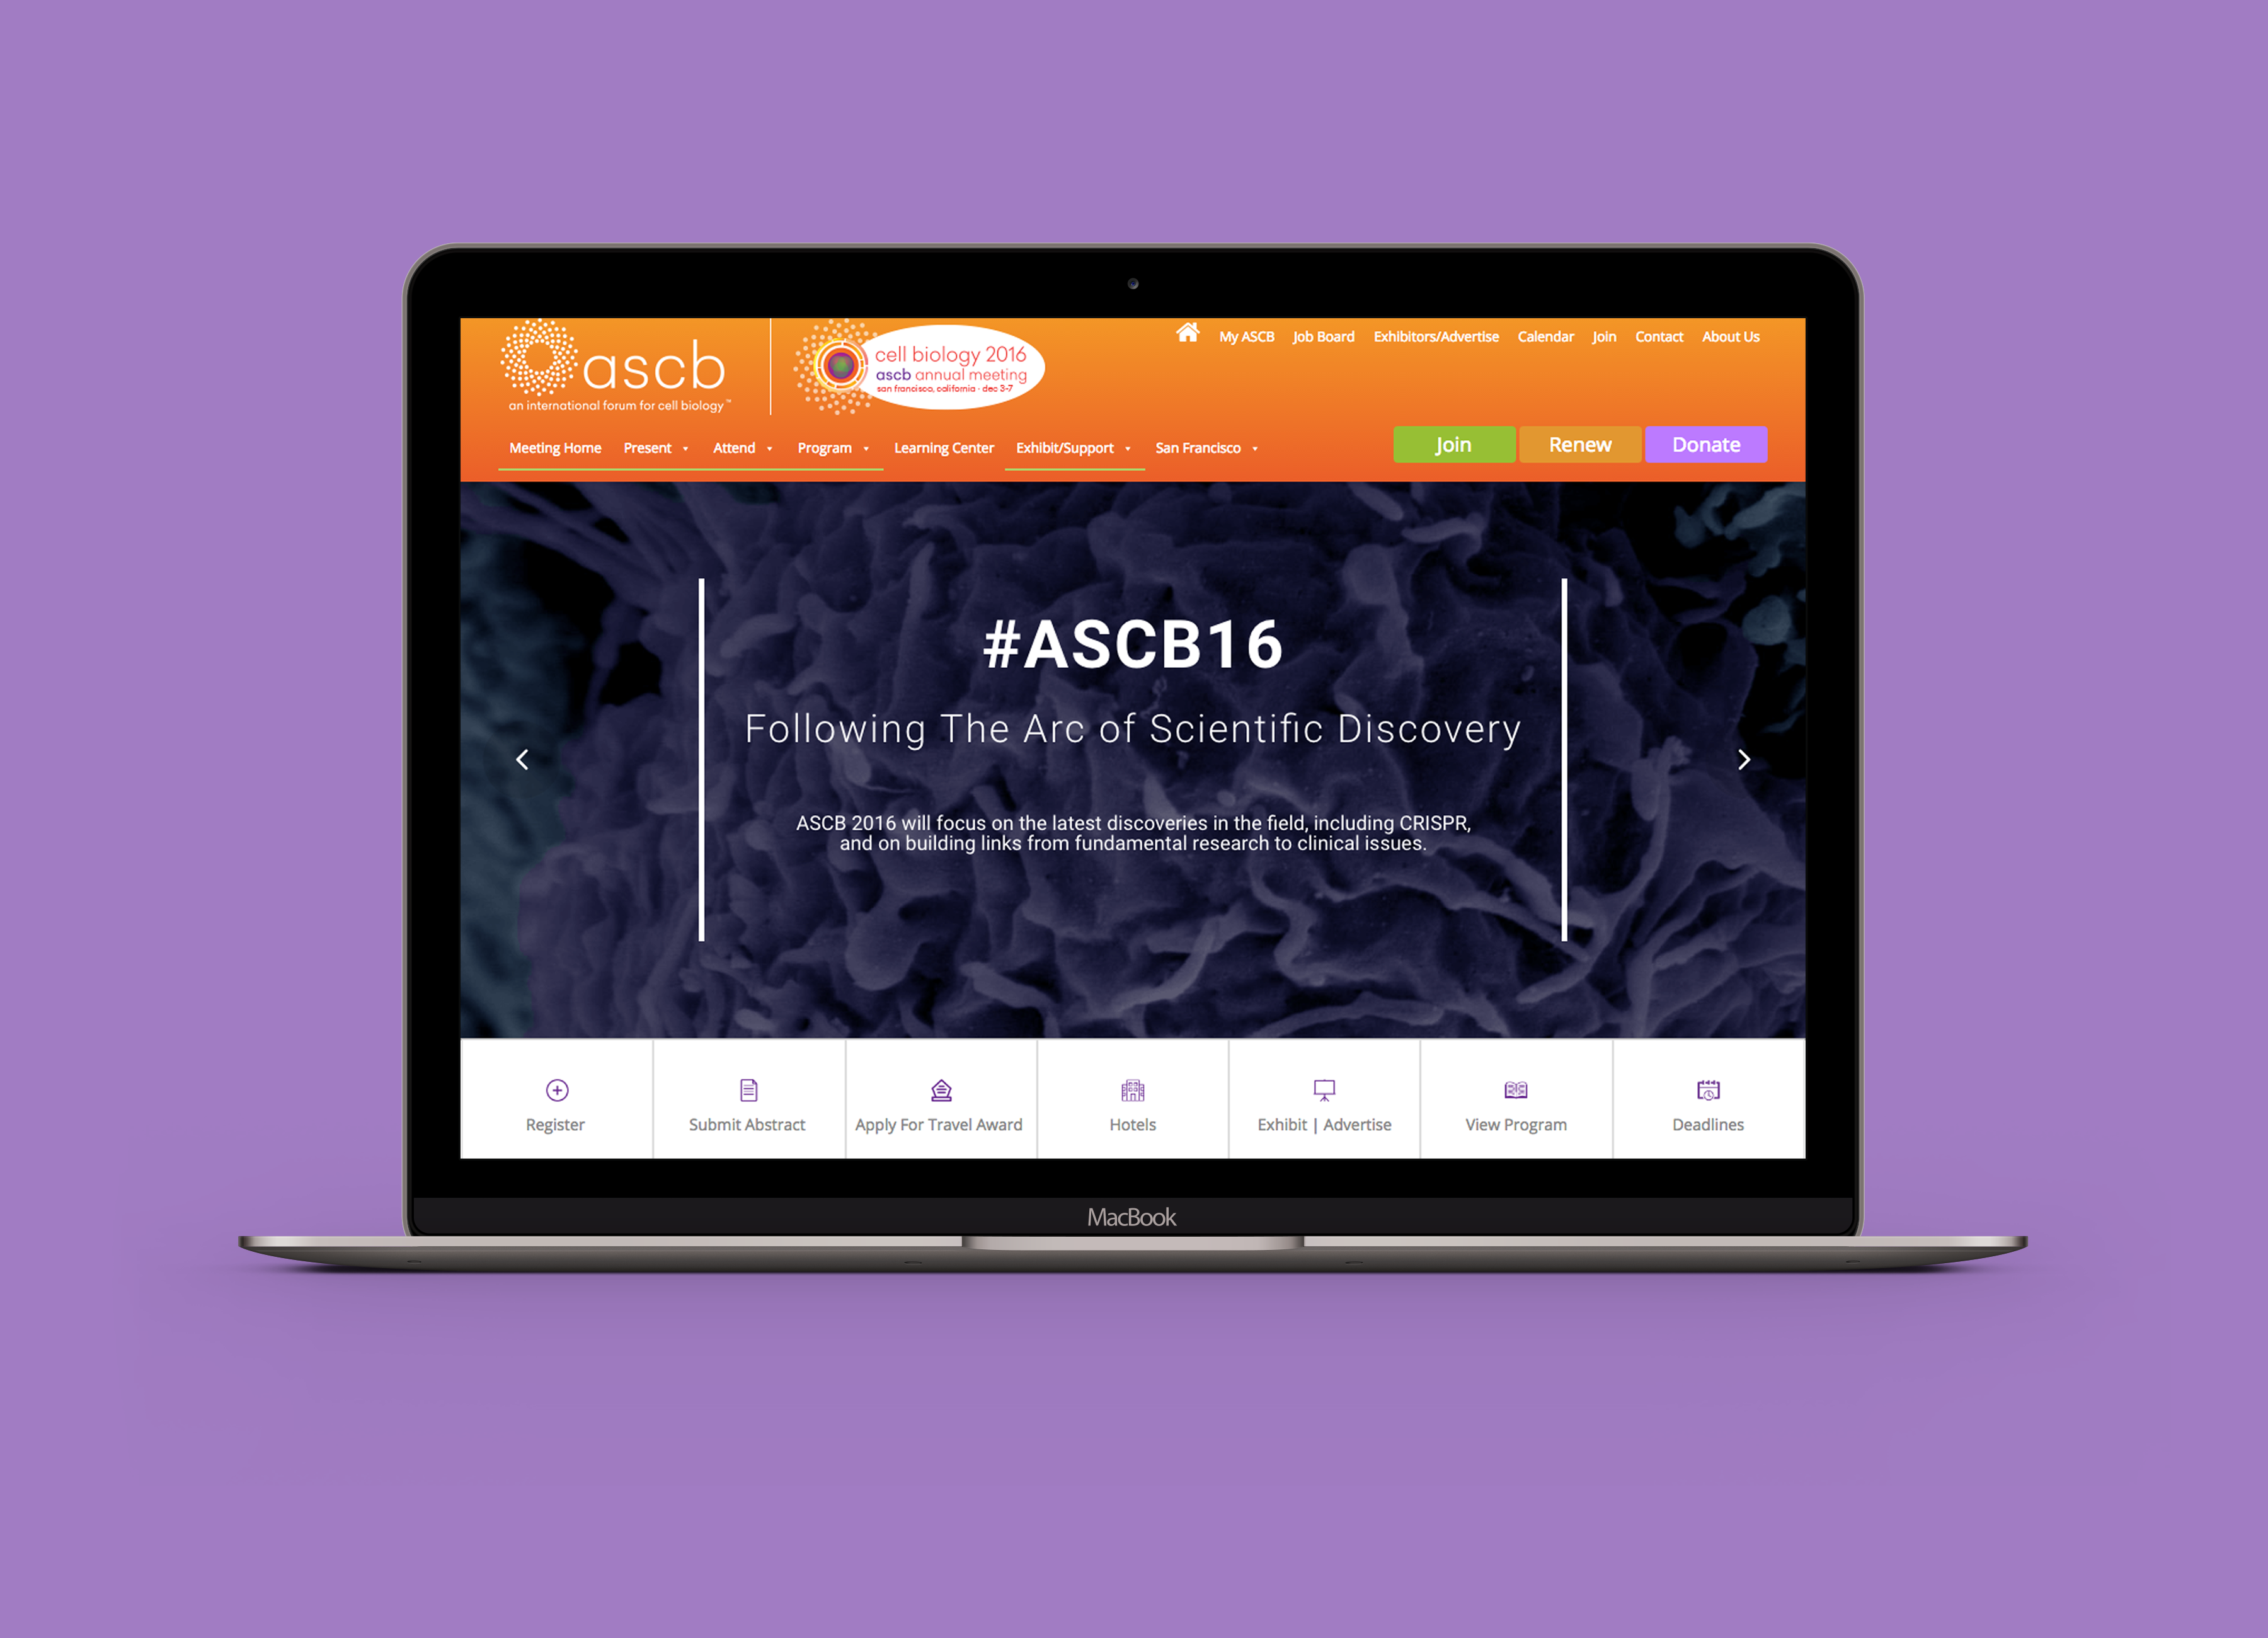 ascb
an international forum for cell biology™
cell biology 2016
ascb annual meeting
san francisco, california · dec 3-7
My ASCB Job Board Exhibitors/Advertise Calendar Join Contact About Us
Meeting Home Present Attend Program Learning Center Exhibit/Support San Francisco
Join Renew Donate
#ASCB16
Following The Arc of Scientific Discovery
ASCB 2016 will focus on the latest discoveries in the field, including CRISPR,
and on building links from fundamental research to clinical issues.
Register Submit Abstract Apply For Travel Award Hotels Exhibit | Advertise View Program Deadlines
MacBook